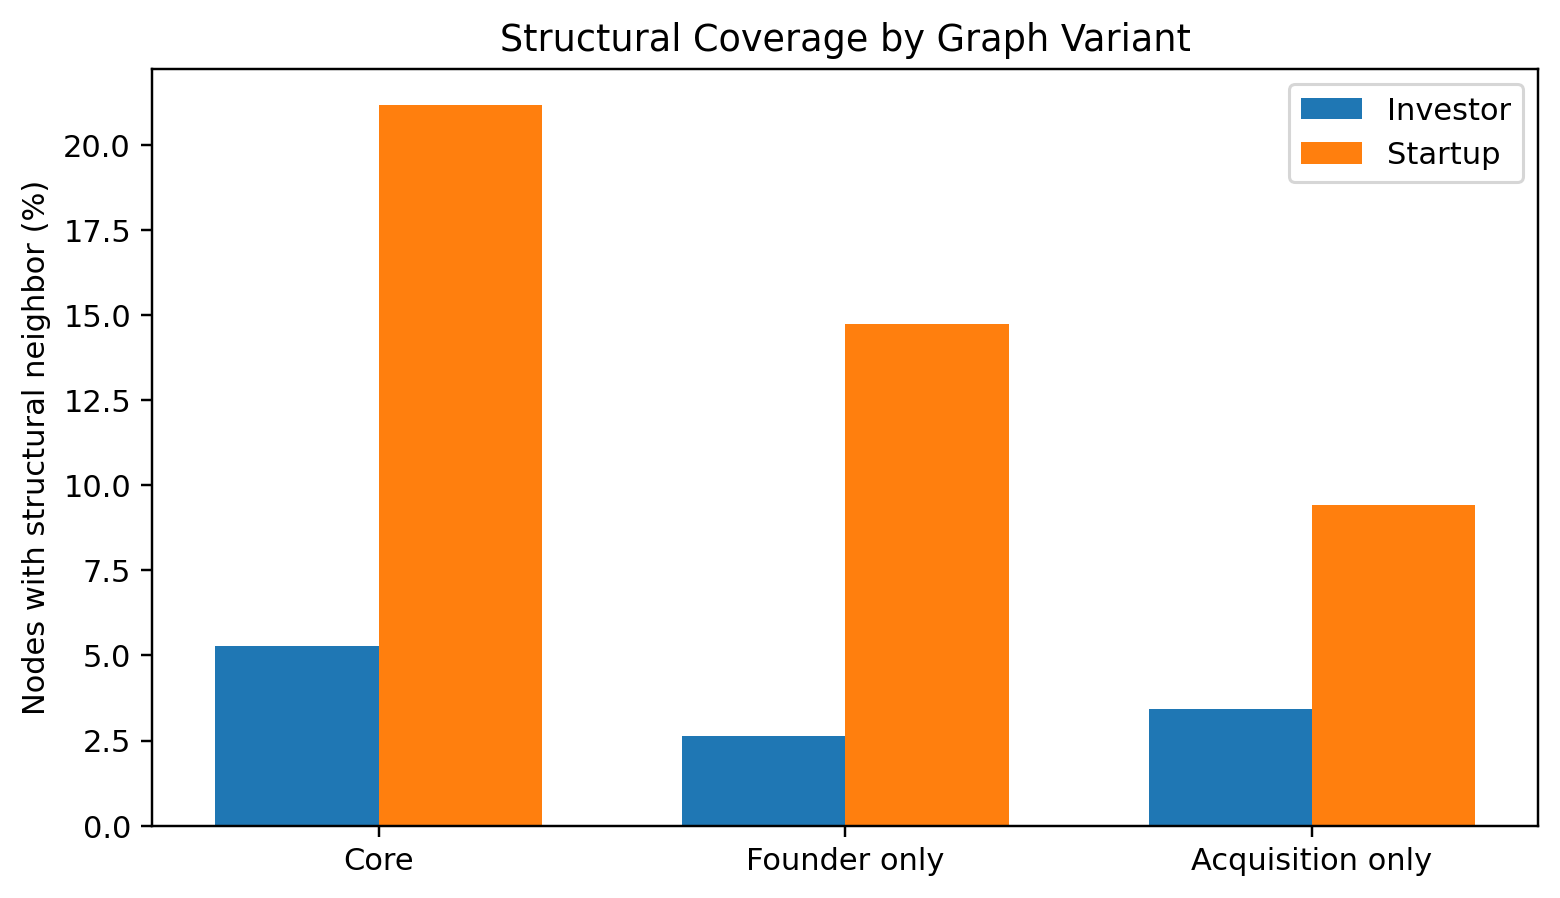 Structural Coverage by Graph Variant
Investor
Startup
Nodes with structural neighbor (%)
20.0
17.5
15.0
12.5
10.0
7.5
5.0
2.5
0.0
Core
Founder only
Acquisition only